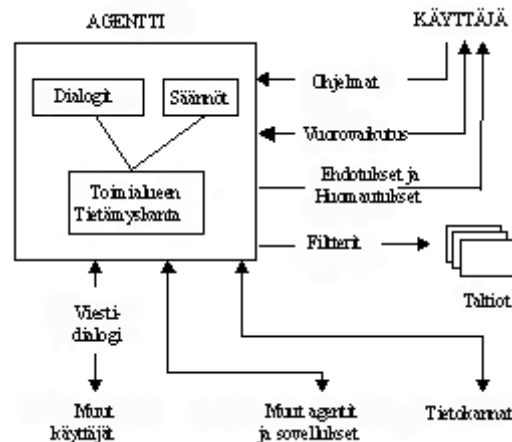 AGENTTI
KÄYTTÄJÄ
Dialogit
Säännöt
Ohjelmat
Vuorovaikutus
Toimialueen
Tietämyskanta
Ehdotukset ja
Huomautukset
Filtterit
Taltiot
Viesti-
dialogi
Muut
käyttäjät
Muut agentit
ja sovellukset
Tietokannat